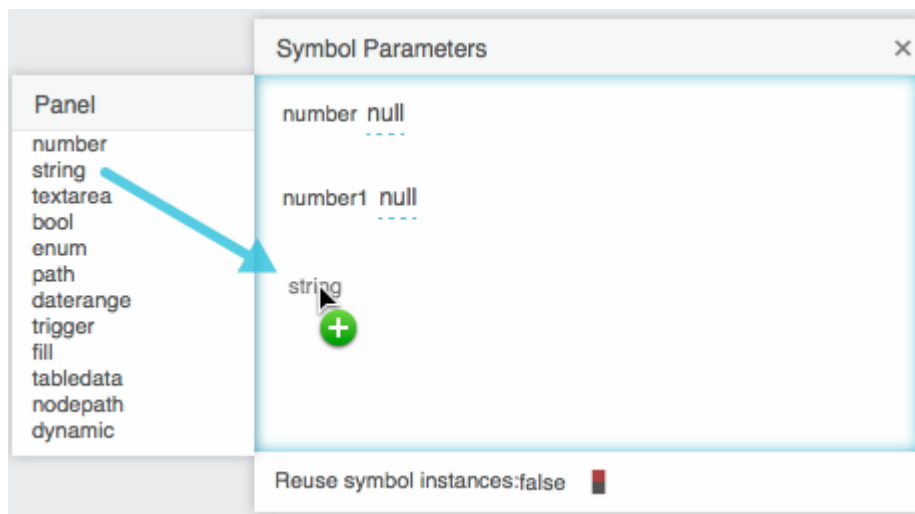 Symbol Parameters
Panel
number
string
textarea
bool
enum
path
daterange
trigger
fill
tabledata
nodepath
dynamic
number null
number1 null
string
Reuse symbol instances:false